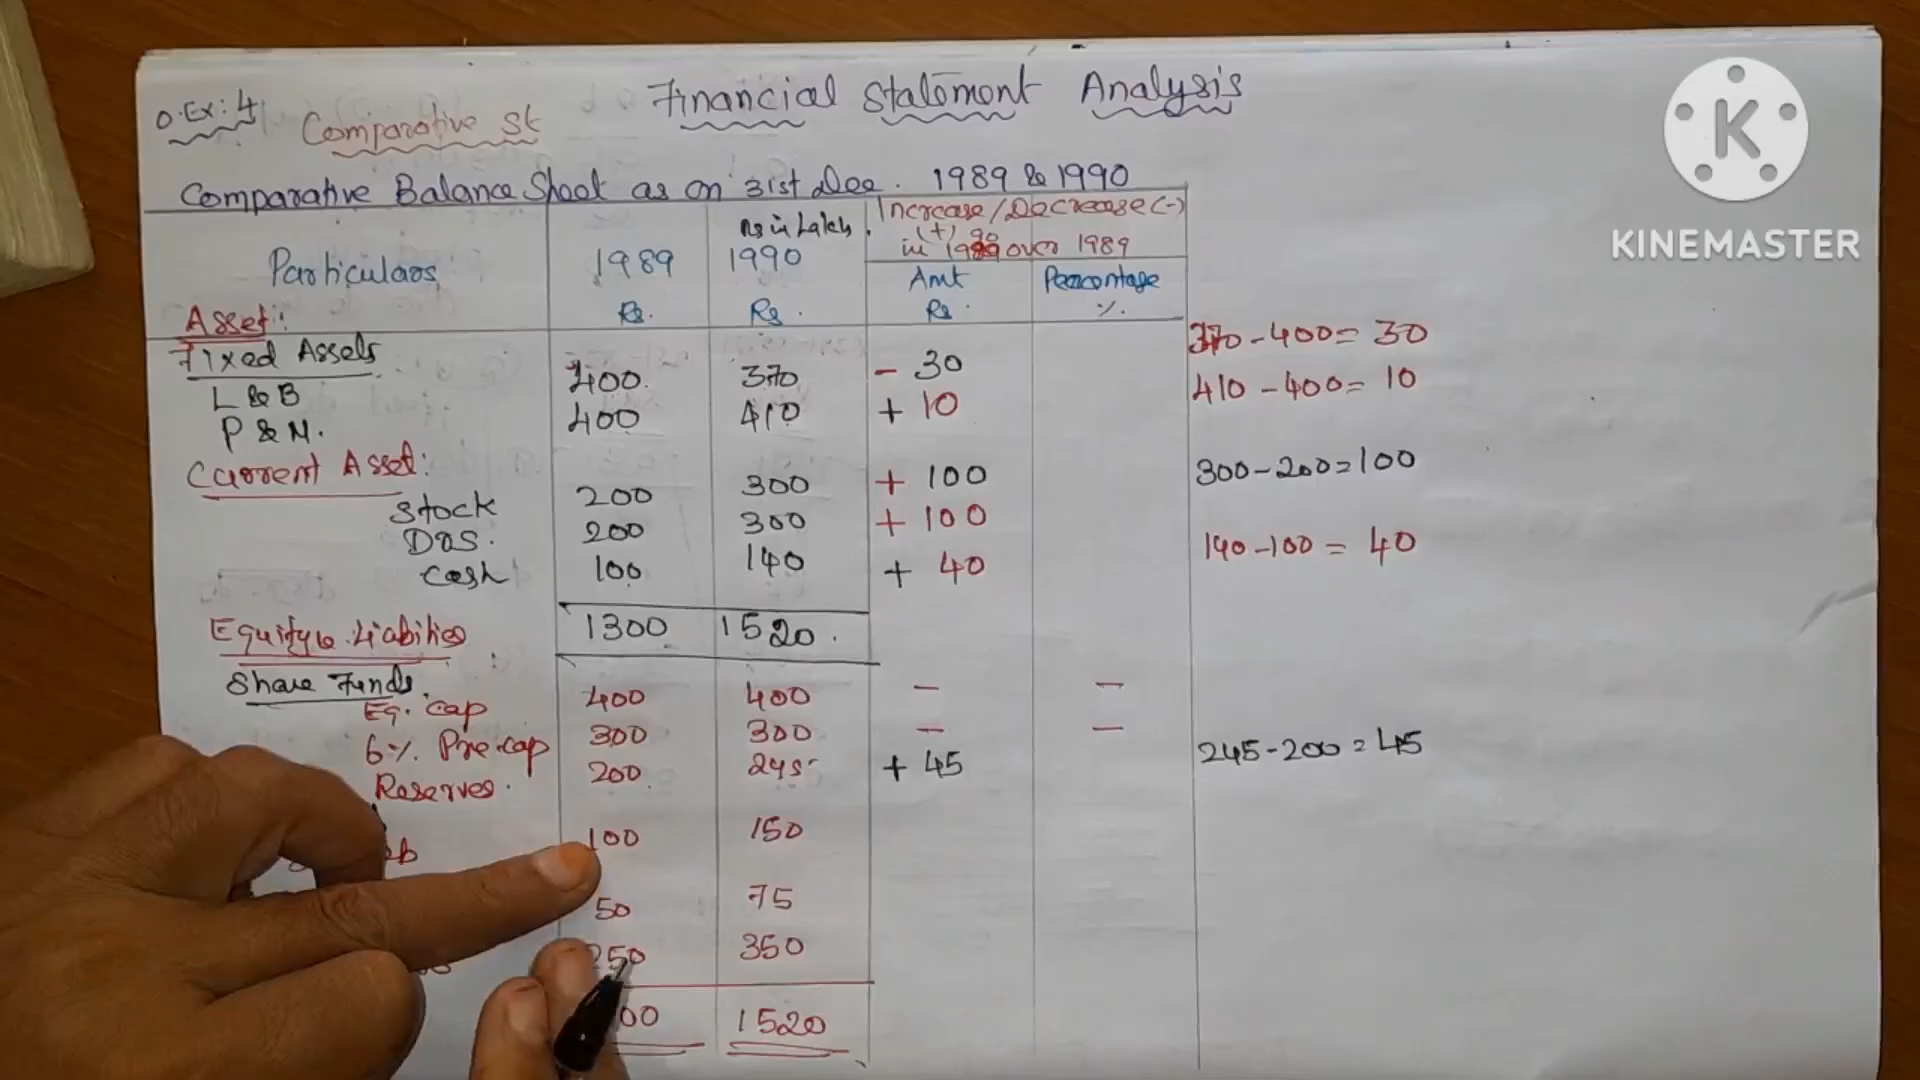 O.Ex: 4
Financial Statement Analysis
Comparative St
Comparative Balance Sheet as on 31st Dec. 1989 & 1990
Particulars 1989 Rs. Rs in Lakhs 1990 Rs. Increase/Decrease (-)
(+) 90
in 19 over 1989
Amt Rs. Percentage %.
Asset:
Fixed Assets
L & B 400 370 - 30 370-400= 30
P & M. 400 410 + 10 410-400= 10
Current Asset:
Stock 200 300 + 100 300-200=100
Drs. 200 300 + 100
Cash 100 140 + 40 140-100 = 40
1300 1520.
Equity & Liabilities
Share Funds
Eq. Cap 400 400 - -
6% Pre.cap 300 300 - -
Reserves. 200 245 + 45 245-200=45
100 150
50 75
250 350
00 1520
K
KINEMASTER